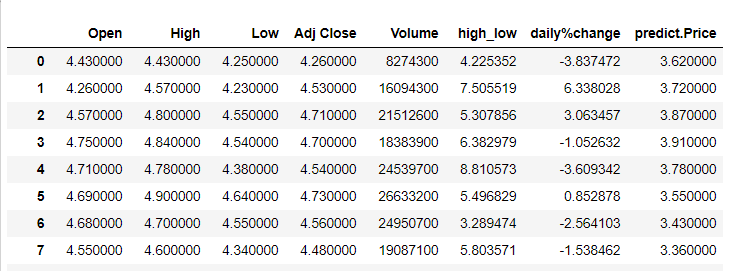 Open High Low Adj Close Volume high_low daily%change predict.Price
0 4.430000 4.430000 4.250000 4.260000 8274300 4.225352 -3.837472 3.620000
1 4.260000 4.570000 4.250000 4.530000 16094300 7.505519 6.338028 3.720000
2 4.570000 4.800000 4.550000 4.710000 21512600 5.307856 3.063457 3.870000
3 4.750000 4.840000 4.540000 4.700000 18383900 6.382979 -1.052632 3.910000
4 4.710000 4.780000 4.380000 4.540000 24539700 8.810573 -3.609342 3.780000
5 4.690000 4.900000 4.640000 4.730000 26633200 5.496829 0.852878 3.550000
6 4.680000 4.700000 4.550000 4.560000 24950700 3.289474 -2.564103 3.430000
7 4.550000 4.600000 4.340000 4.480000 19087100 5.803571 -1.538462 3.360000